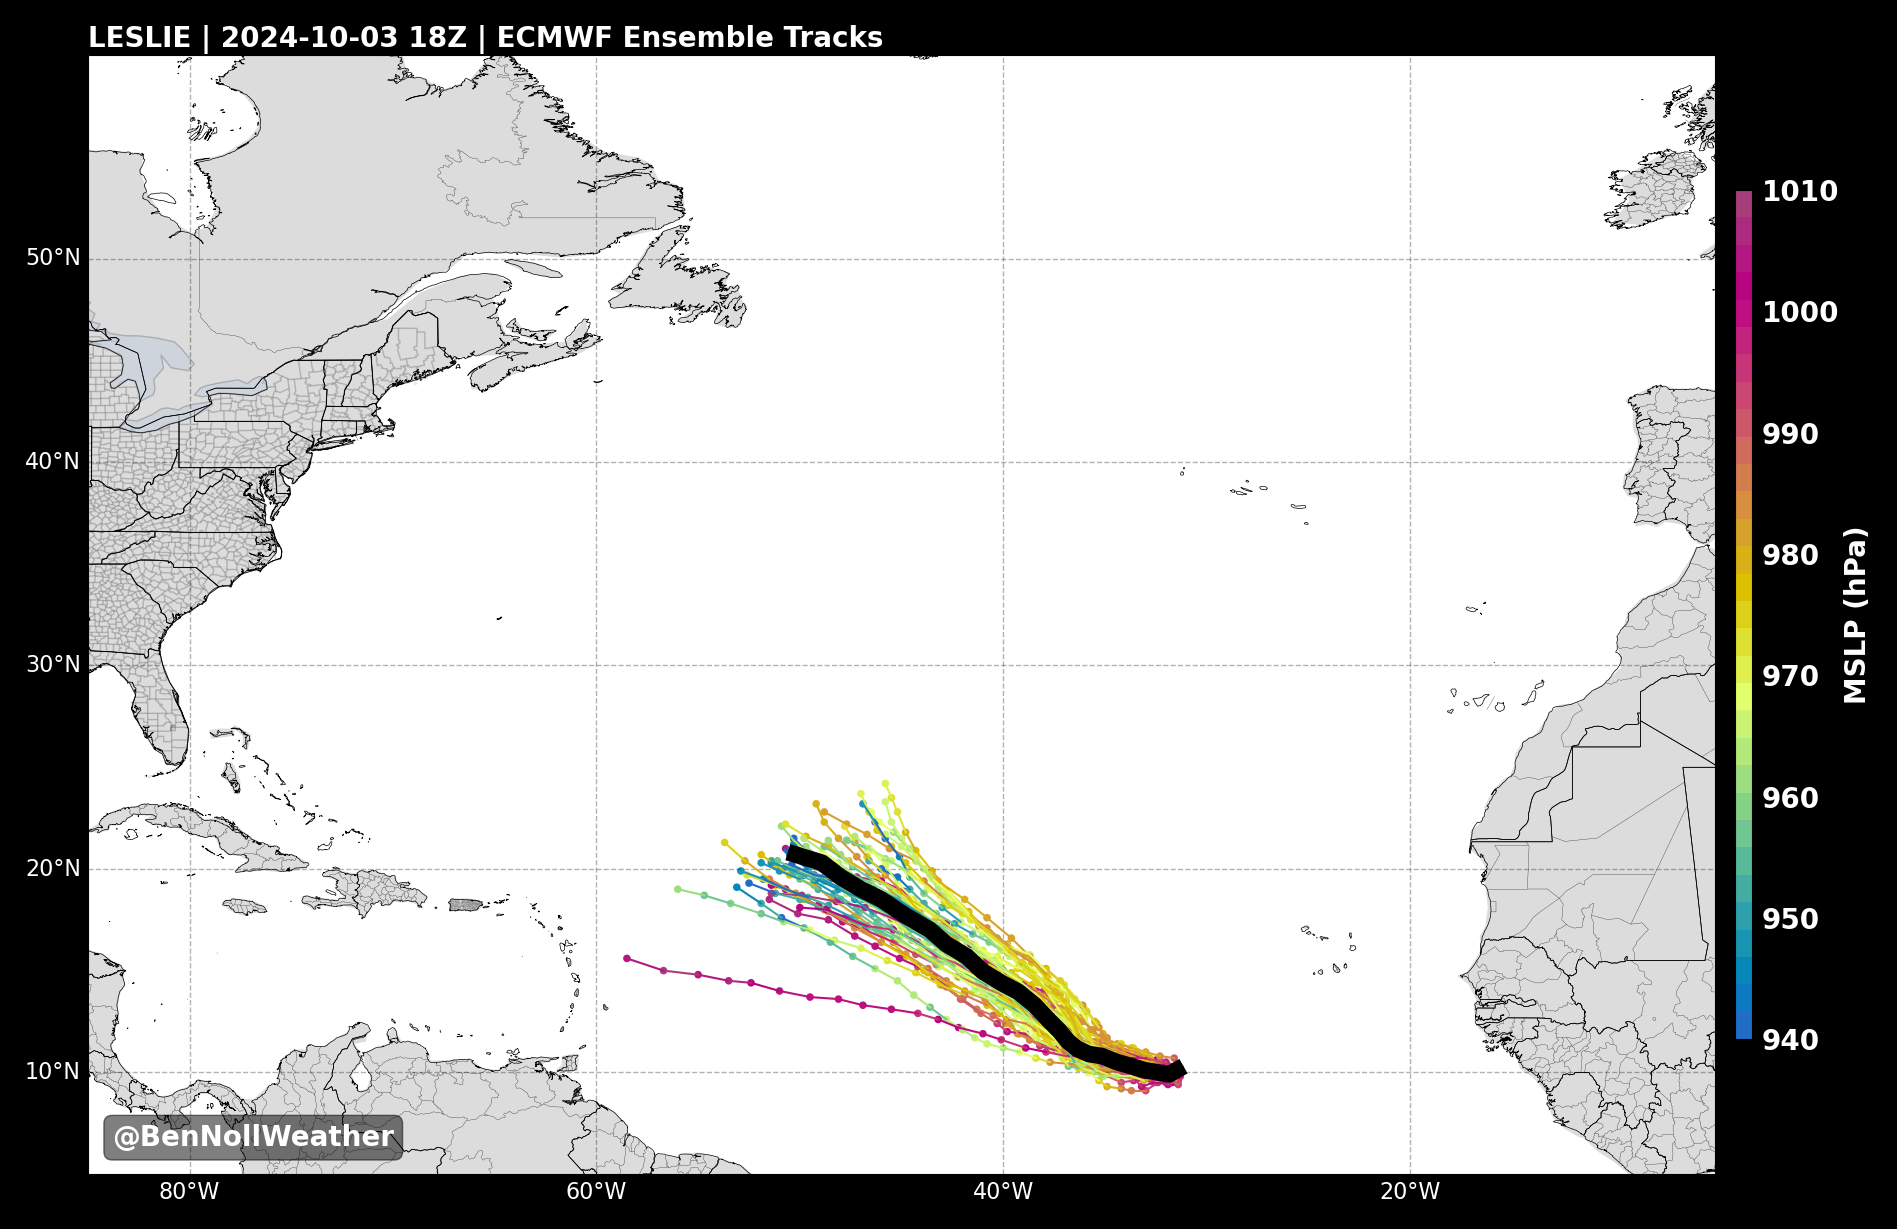 LESLIE | 2024-10-03 18Z | ECMWF Ensemble Tracks
50°N
40°N
30°N
20°N
10°N
80°W
60°W
40°W
20°W
1010
1000
990
980
970
960
950
940
MSLP (hPa)
@BenNollWeather